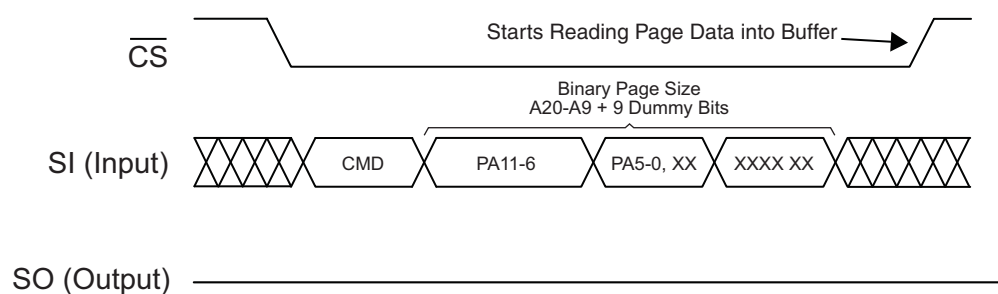 CS
Starts Reading Page Data into Buffer
Binary Page Size
A20-A9 + 9 Dummy Bits
SI (Input)
CMD
PA11-6
PA5-0, XX
XXXX XX
SO (Output)